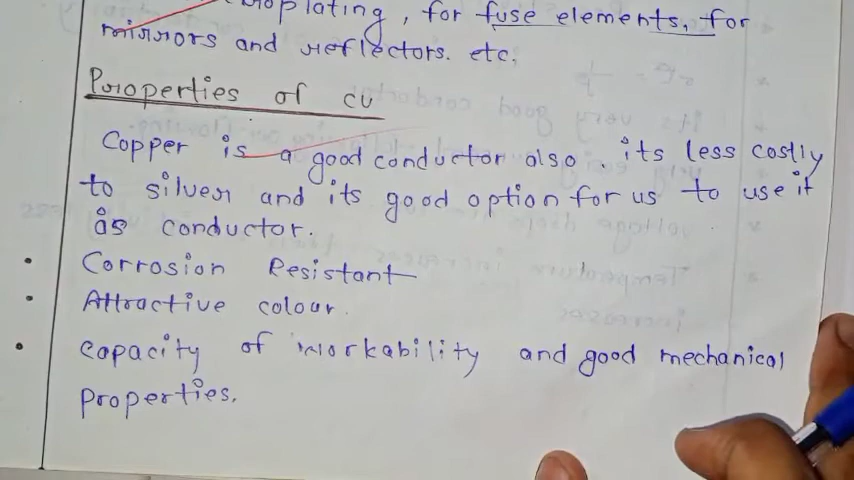 oplating, for fuse elements, for
mirrors and reflectors. etc.
Properties of cu
Copper is a good conductor also. its less costly
to silver and its good option for us to use it
as conductor.
Corrosion Resistant
Attractive colour.
Capacity of workability and good mechanical
properties.